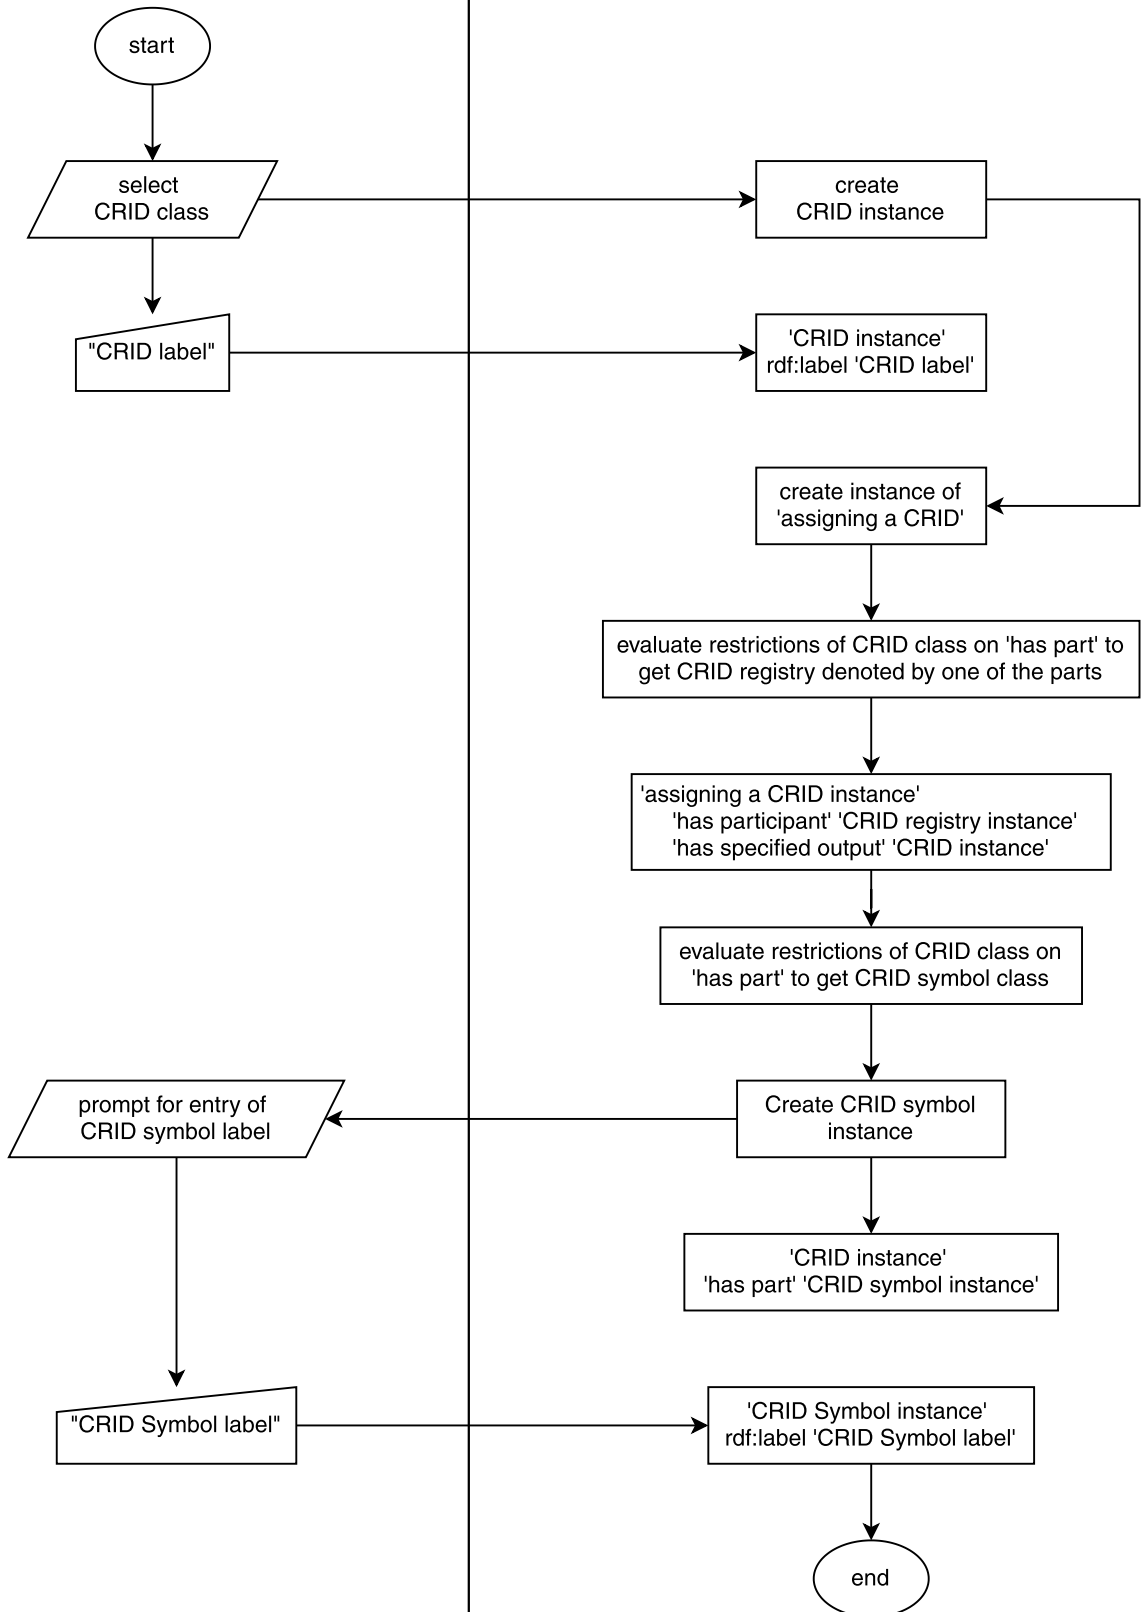 start
select
CRID class
create
CRID instance
"CRID label"
'CRID instance'
rdf:label 'CRID label'
create instance of
'assigning a CRID'
evaluate restrictions of CRID class on 'has part' to
get CRID registry denoted by one of the parts
'assigning a CRID instance'
'has participant' 'CRID registry instance'
'has specified output' 'CRID instance'
evaluate restrictions of CRID class on
'has part' to get CRID symbol class
prompt for entry of
CRID symbol label
Create CRID symbol
instance
'CRID instance'
'has part' 'CRID symbol instance'
"CRID Symbol label"
'CRID Symbol instance'
rdf:label 'CRID Symbol label'
end